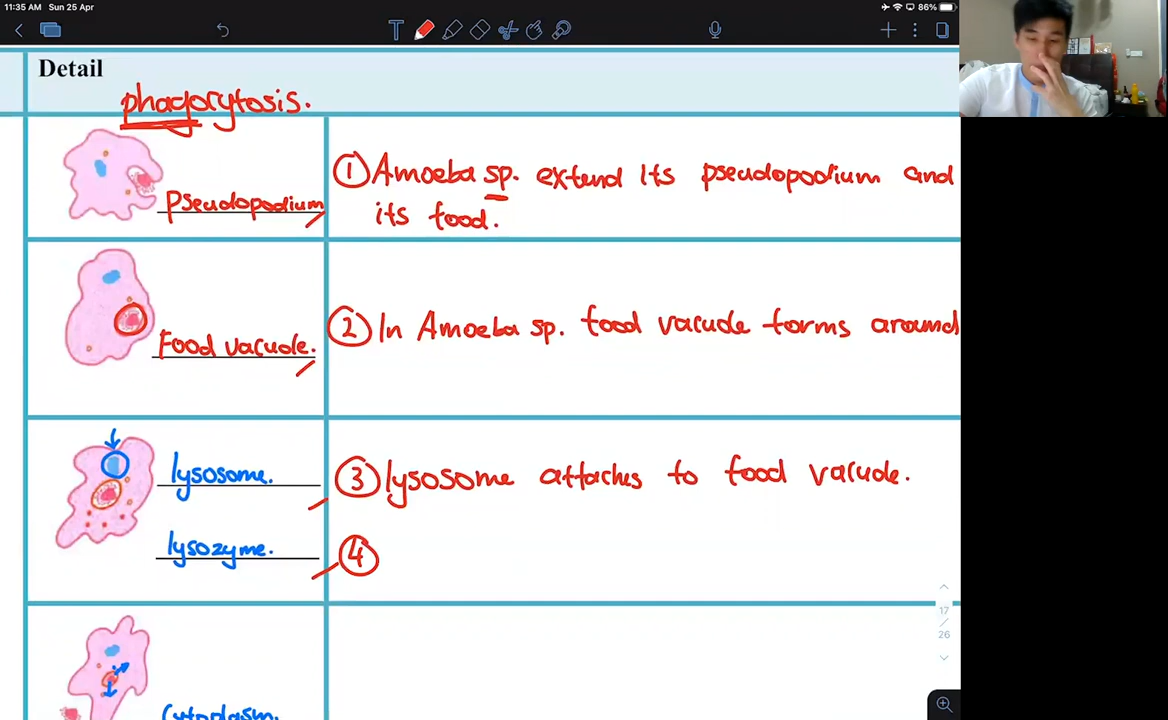 11:35 AM Sun 25 Apr
86%
Detail
phagocytosis.
Pseudopodium
① Amoeba sp. extend its pseudopodium and
its food.
Food vacuole.
② In Amoeba sp. food vacuole forms around
lysosome.
③ lysosome attaches to food vacuole.
lysozyme.
④
17
/
26
Cytoplasm.